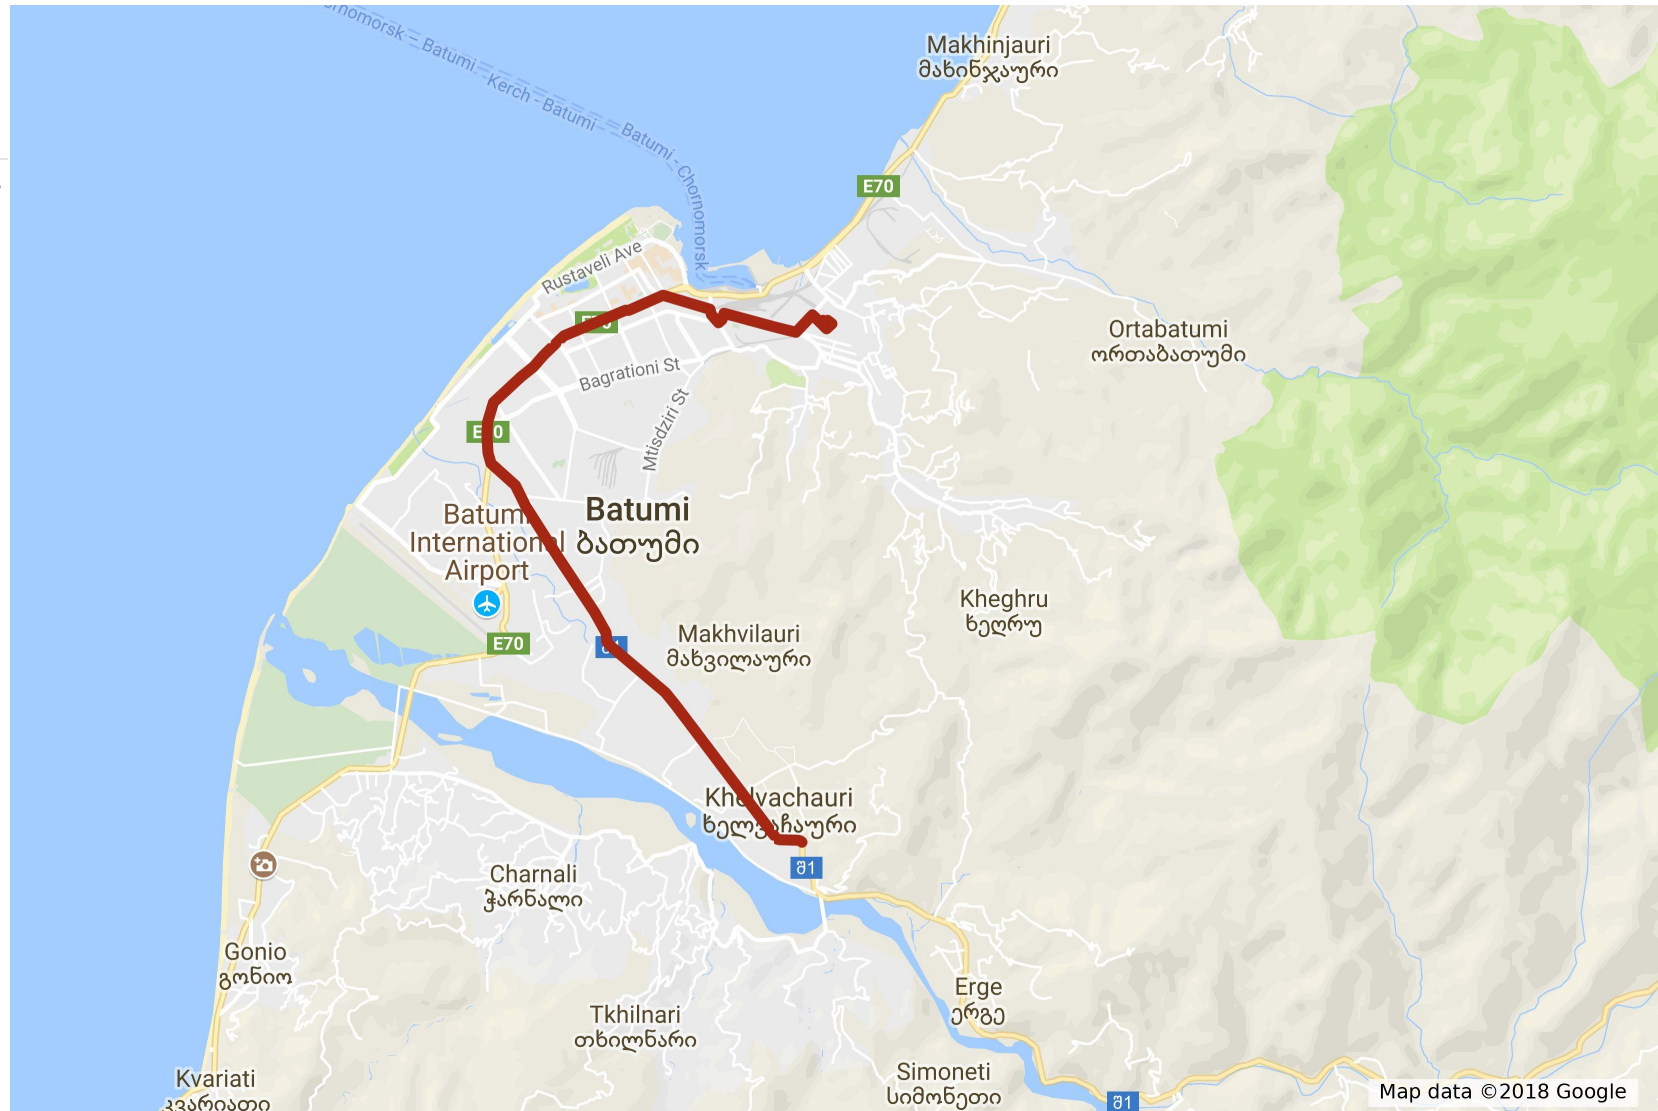 Makhinjauri
მახინჯაური
Chornomorsk – Batumi
Kerch - Batumi
Batumi - Chornomorsk
E70
Rustaveli Ave
Bagrationi St
Mtisdziri St
Ortabatumi
ორთაბათუმი
Batumi
International
Airport
Batumi
ბათუმი
Kheghru
ხეღრუ
Makhvilauri
მახვილაური
E70
Khelvachauri
ხელვაჩაური
შ1
Charnali
ჭარნალი
Gonio
გონიო
Erge
ერგე
Tkhilnari
თხილნარი
Simoneti
სიმონეთი
Kvariati
კვარიათი
შ1
Map data ©2018 Google